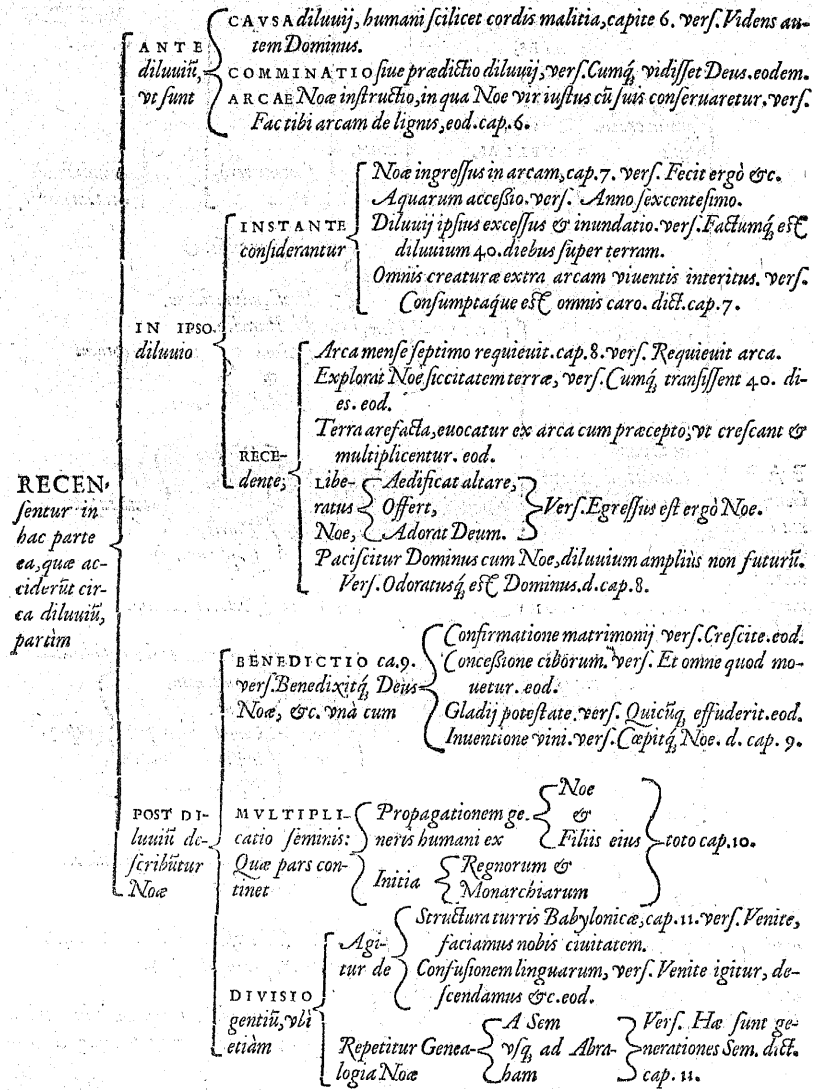 RECEN-
sentur in
hac parte
ea, quæ ac-
ciderūt cir-
ca diluuiū,
partim
ANTE
diluuiū,
vt sunt
CAVSA diluuij, humani scilicet cordis malitia, capite 6. vers. Videns au-
tem Dominus.
COMMINATIO siue prædictio diluuij, vers. Cumq́; vidisset Deus. eodem.
ARCAE Noæ instructio, in qua Noe vir iustus cū suis conseruaretur. vers.
Fac tibi arcam de lignis, eod. cap. 6.
IN IPSO
diluuio
INSTANTE
considerantur
Noæ ingressus in arcam, cap. 7. vers. Fecit ergò &c.
Aquarum accessio. vers. Anno sexcentesimo.
Diluuij ipsius excessus & inundatio. vers. Factumq́; est
diluuium 40. diebus super terram.
Omnis creaturæ extra arcam viuentis interitus. vers.
Consumptaque est omnis caro. dict. cap. 7.
RECE-
dente,
Arca mense septimo requieuit. cap. 8. vers. Requieuit arca.
Explorat Noe siccitatem terræ, vers. Cumq́; transissent 40. di-
es. eod.
Terra arefacta, euocatur ex arca cum præcepto, vt crescant &
multiplicentur. eod.
Libe-
ratus
Noe,
Aedificat altare,
Offert,
Adorat Deum.
Vers. Egressus est ergò Noe.
Paciscitur Dominus cum Noe, diluuium ampliùs non futurū.
Vers. Odoratusq́; est Dominus. d. cap. 8.
POST DI-
luuiū de-
scribūtur
Noæ
BENEDICTIO ca. 9.
vers. Benedixitq́; Deus
Noæ, &c. vnà cum
Confirmatione matrimonij vers. Crescite. eod.
Concessione ciborum. vers. Et omne quod mo-
uetur. eod.
Gladij potestate. vers. Quicūq; effuderit. eod.
Inuentione vini. vers. Cœpitq́; Noe. d. cap. 9.
MVLTIPLI-
catio seminis:
Quæ pars con-
tinet
Propagationem ge-
neris humani ex
Noe
&
Filiis eius
Initia
Regnorum &
Monarchiarum
toto cap. 10.
DIVISIO
gentiū, vbi
etiàm
Agi-
tur de
Structura turris Babylonicæ, cap. 11. vers. Venite,
faciamus nobis ciuitatem.
Confusionem linguarum, vers. Venite igitur, de-
scendamus &c. eod.
Repetitur Genea-
logia Noæ
A Sem
vsq; ad Abra-
ham
Vers. Hæ sunt ge-
nerationes Sem. dict.
cap. 11.